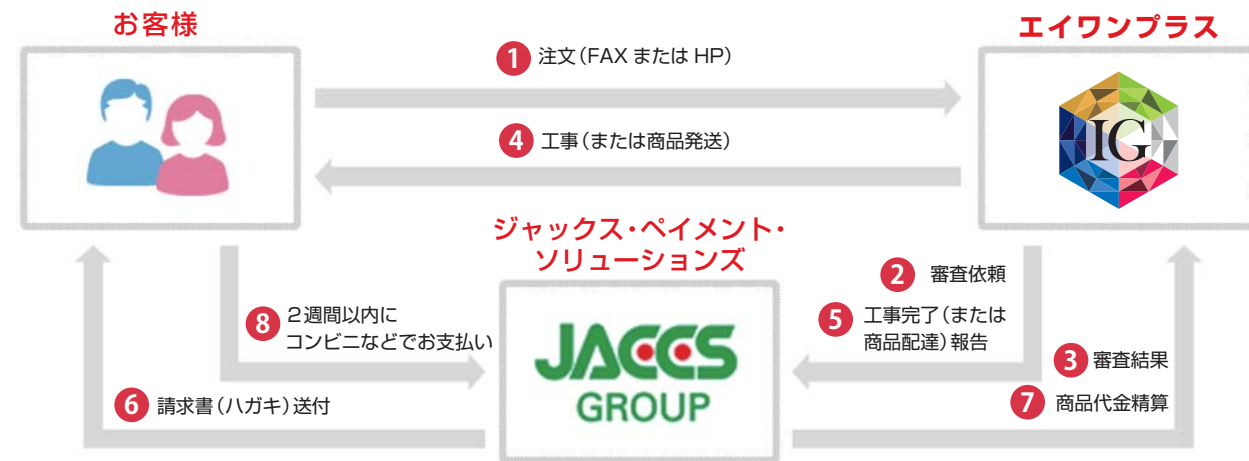 お客様
エイワンプラス
1 注文(FAX または HP)
IG
4 工事(または商品発送)
ジャックス・ペイメント・
ソリューションズ
2 審査依頼
5 工事完了(または
商品配達)報告
8 2週間以内に
コンビニなどでお支払い
JACCS
GROUP
3 審査結果
6 請求書(ハガキ)送付
7 商品代金精算